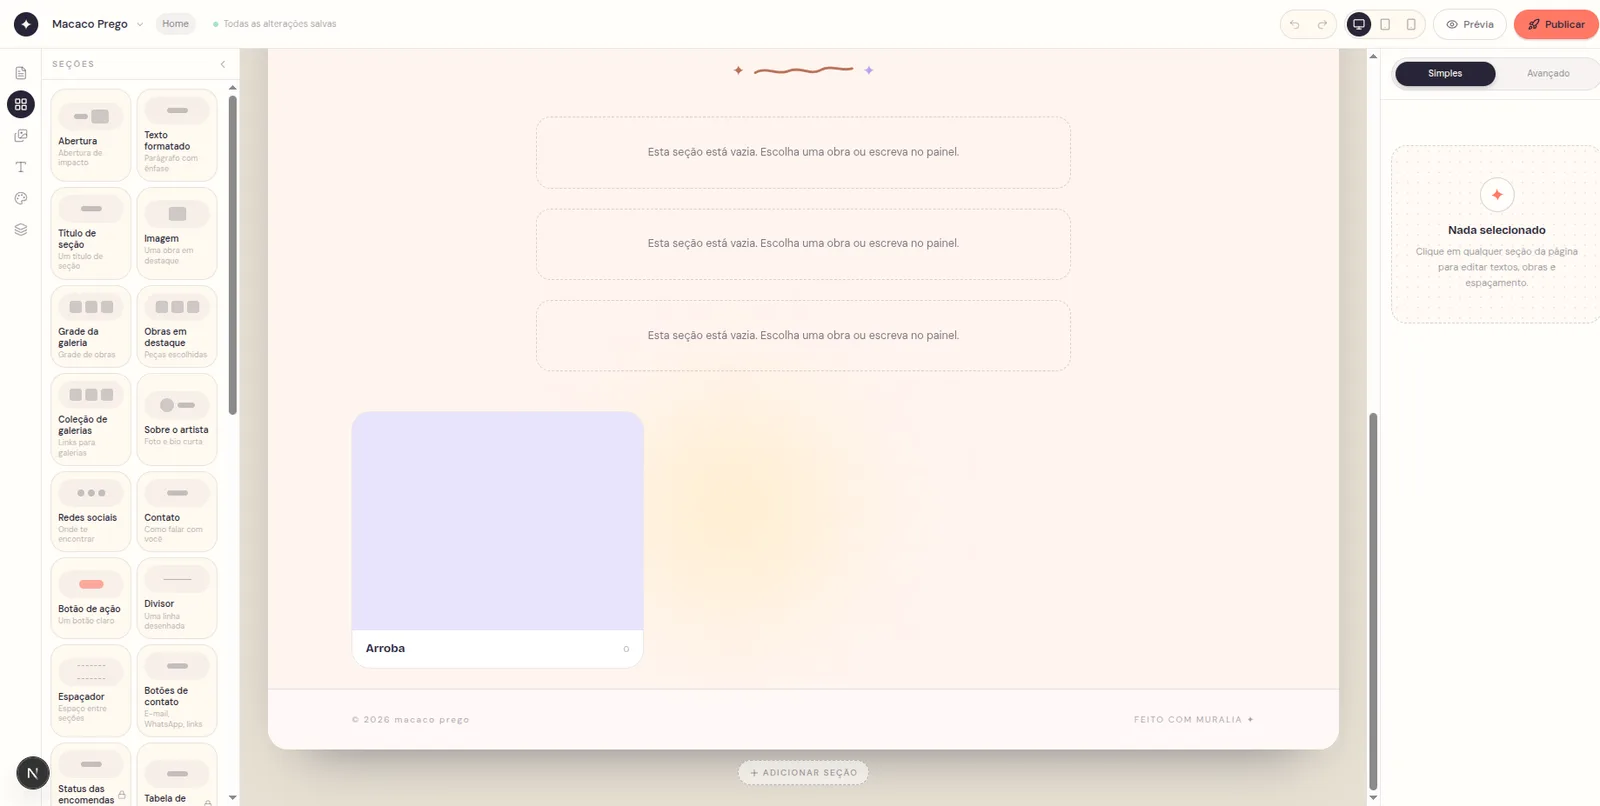 Macaco Prego
Home
Todas as alterações salvas
Prévia
Publicar
SEÇÕES
Abertura
Abertura de
impacto
Texto
formatado
Parágrafo com
ênfase
Título de
seção
Um título de
seção
Imagem
Uma obra em
destaque
Grade da
galeria
Grade de obras
Obras em
destaque
Peças escolhidas
Coleção de
galerias
Links para
galerias
Sobre o artista
Foto e bio curta
Redes sociais
Onde te
encontrar
Contato
Como falar com
você
Botão de ação
Um botão claro
Divisor
Uma linha
desenhada
Espaçador
Espaço entre
seções
Botões de
contato
E-mail,
WhatsApp, links
Status das
encomendas
Tabela de
N
Esta seção está vazia. Escolha uma obra ou escreva no painel.
Esta seção está vazia. Escolha uma obra ou escreva no painel.
Esta seção está vazia. Escolha uma obra ou escreva no painel.
Arroba
0
© 2026 macaco prego
FEITO COM MURALIA ✦
+ ADICIONAR SEÇÃO
Simples
Avançado
Nada selecionado
Clique em qualquer seção da página
para editar textos, obras e
espaçamento.